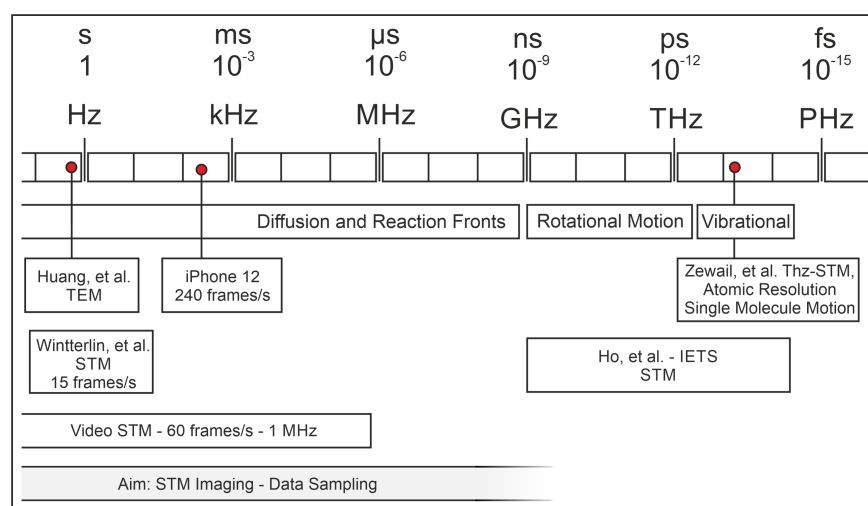 s ms µs ns ps fs
1 10⁻³ 10⁻⁶ 10⁻⁹ 10⁻¹² 10⁻¹⁵
Hz kHz MHz GHz THz PHz
Diffusion and Reaction Fronts
Rotational Motion
Vibrational
Huang, et al.
TEM
iPhone 12
240 frames/s
Zewail, et al. Thz-STM,
Atomic Resolution
Single Molecule Motion
Wintterlin, et al.
STM
15 frames/s
Ho, et al. - IETS
STM
Video STM - 60 frames/s - 1 MHz
Aim: STM Imaging - Data Sampling